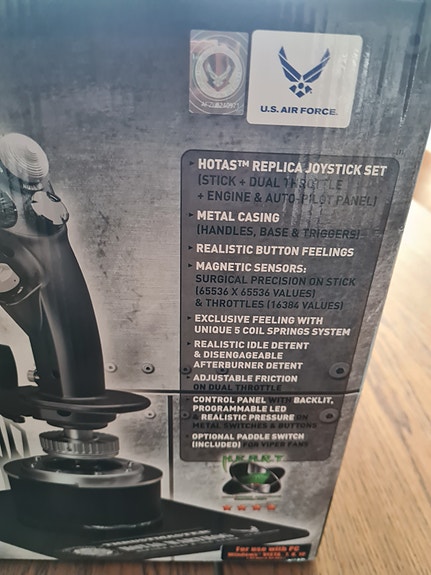 U.S. AIR FORCE
HOTAS™ REPLICA JOYSTICK SET
(STICK + DUAL THROTTLE
+ ENGINE & AUTO-PILOT PANEL)
METAL CASING
(HANDLES, BASE & TRIGGERS)
REALISTIC BUTTON FEELINGS
MAGNETIC SENSORS:
SURGICAL PRECISION ON STICK
(65536 X 65536 VALUES)
& THROTTLES (16384 VALUES)
EXCLUSIVE FEELING WITH
UNIQUE 5 COIL SPRINGS SYSTEM
REALISTIC IDLE DETENT
& DISENGAGEABLE
AFTERBURNER DETENT
ADJUSTABLE FRICTION
ON DUAL THROTTLE
CONTROL PANEL WITH BACKLIT,
PROGRAMMABLE LED
& REALISTIC PRESSURE ON
METAL SWITCHES & BUTTONS
OPTIONAL PADDLE SWITCH
(INCLUDED) FOR VIPER FANS
H.E.A.R.T
For use with PC